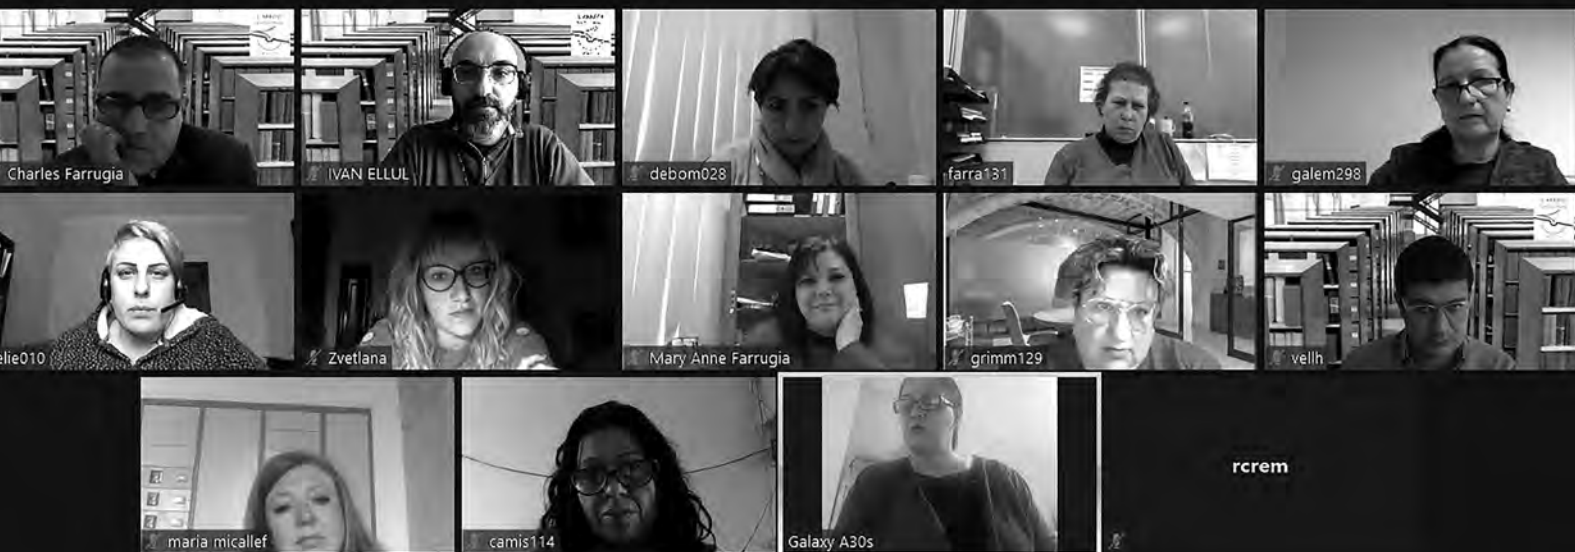 Charles Farrugia
IVAN ELLUL
debom028
farra131
galem298
elie010
Zvetlana
Mary Anne Farrugia
grimm129
vellh
maria micallef
camis114
Galaxy A30s
rcrem